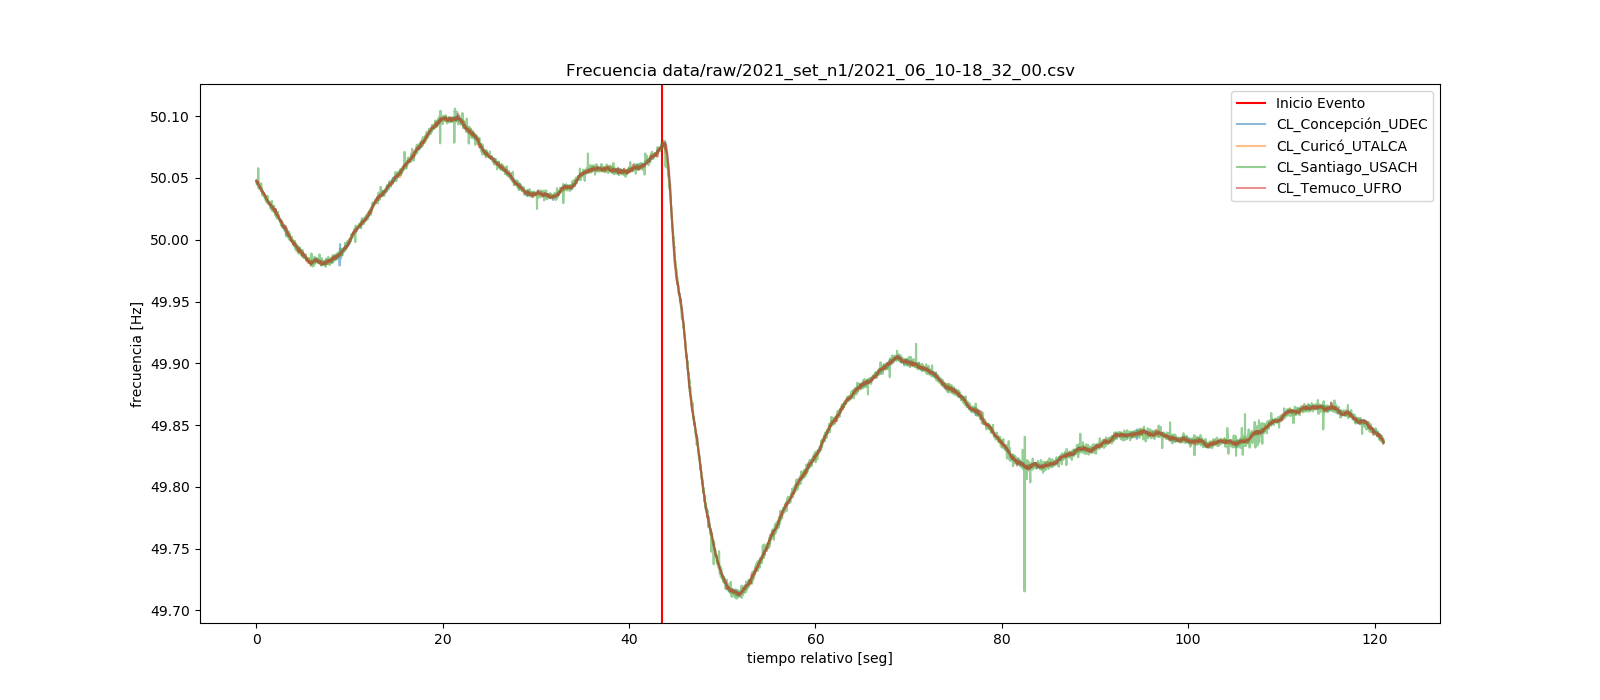 Frecuencia data/raw/2021_set_n1/2021_06_10-18_32_00.csv
Inicio Evento
CL_Concepción_UDEC
CL_Curicó_UTALCA
CL_Santiago_USACH
CL_Temuco_UFRO
frecuencia [Hz]
50.10
50.05
50.00
49.95
49.90
49.85
49.80
49.75
49.70
0 20 40 60 80 100 120
tiempo relativo [seg]